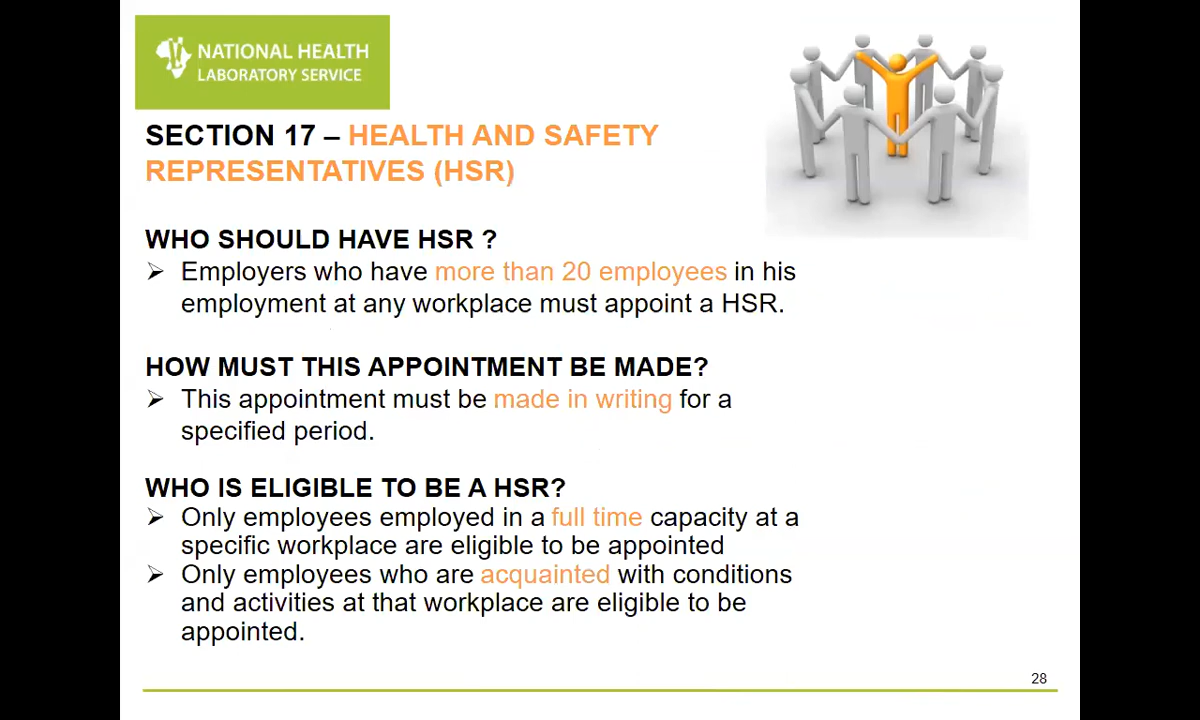 NATIONAL HEALTH
LABORATORY SERVICE
SECTION 17 – HEALTH AND SAFETY
REPRESENTATIVES (HSR)
WHO SHOULD HAVE HSR ?
➢ Employers who have more than 20 employees in his
employment at any workplace must appoint a HSR.
HOW MUST THIS APPOINTMENT BE MADE?
➢ This appointment must be made in writing for a
specified period.
WHO IS ELIGIBLE TO BE A HSR?
➢ Only employees employed in a full time capacity at a
specific workplace are eligible to be appointed
➢ Only employees who are acquainted with conditions
and activities at that workplace are eligible to be
appointed.
28